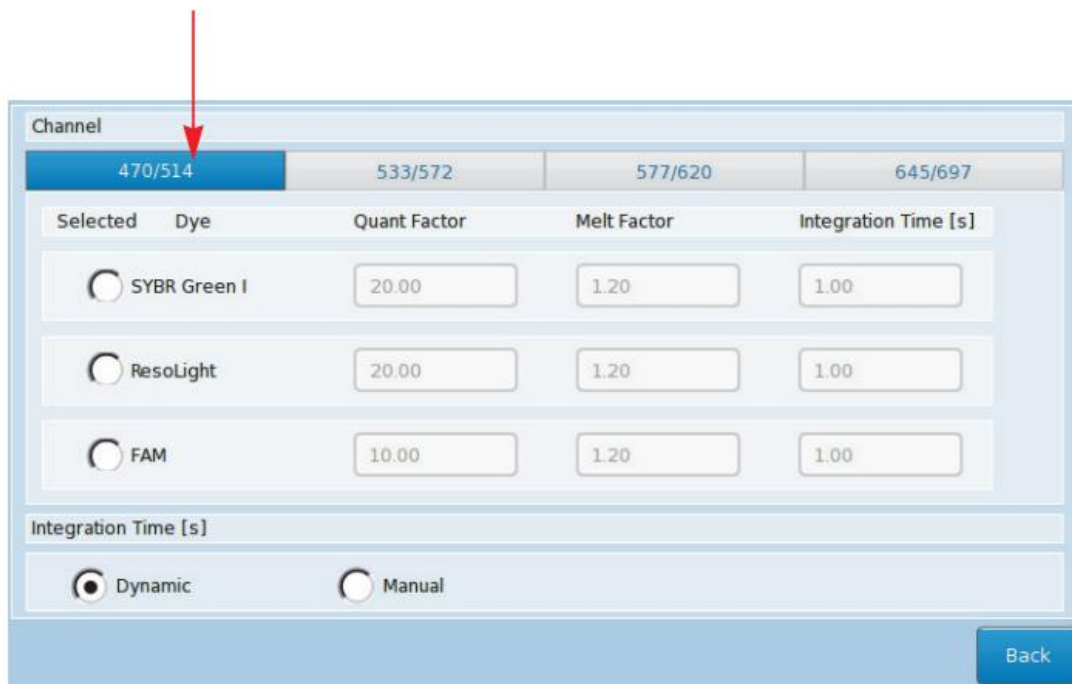 Channel
470/514 533/572 577/620 645/697
Selected Dye Quant Factor Melt Factor Integration Time [s]
SYBR Green I 20.00 1.20 1.00
ResoLight 20.00 1.20 1.00
FAM 10.00 1.20 1.00
Integration Time [s]
Dynamic Manual
Back